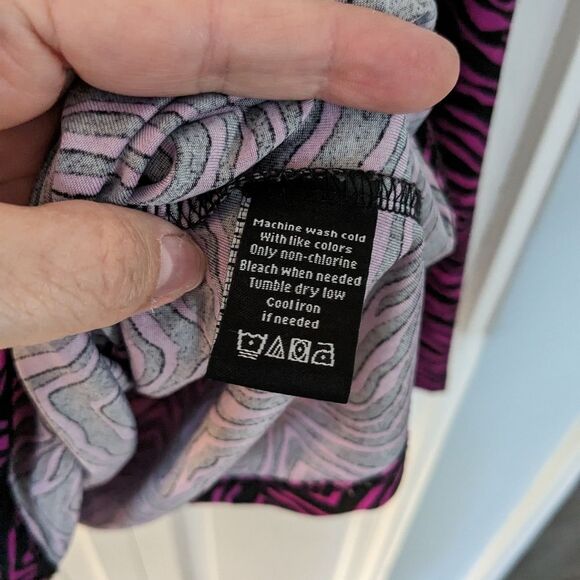 Machine wash cold
With like colors
Only non-chlorine
Bleach when needed
Tumble dry low
Cool iron
if needed